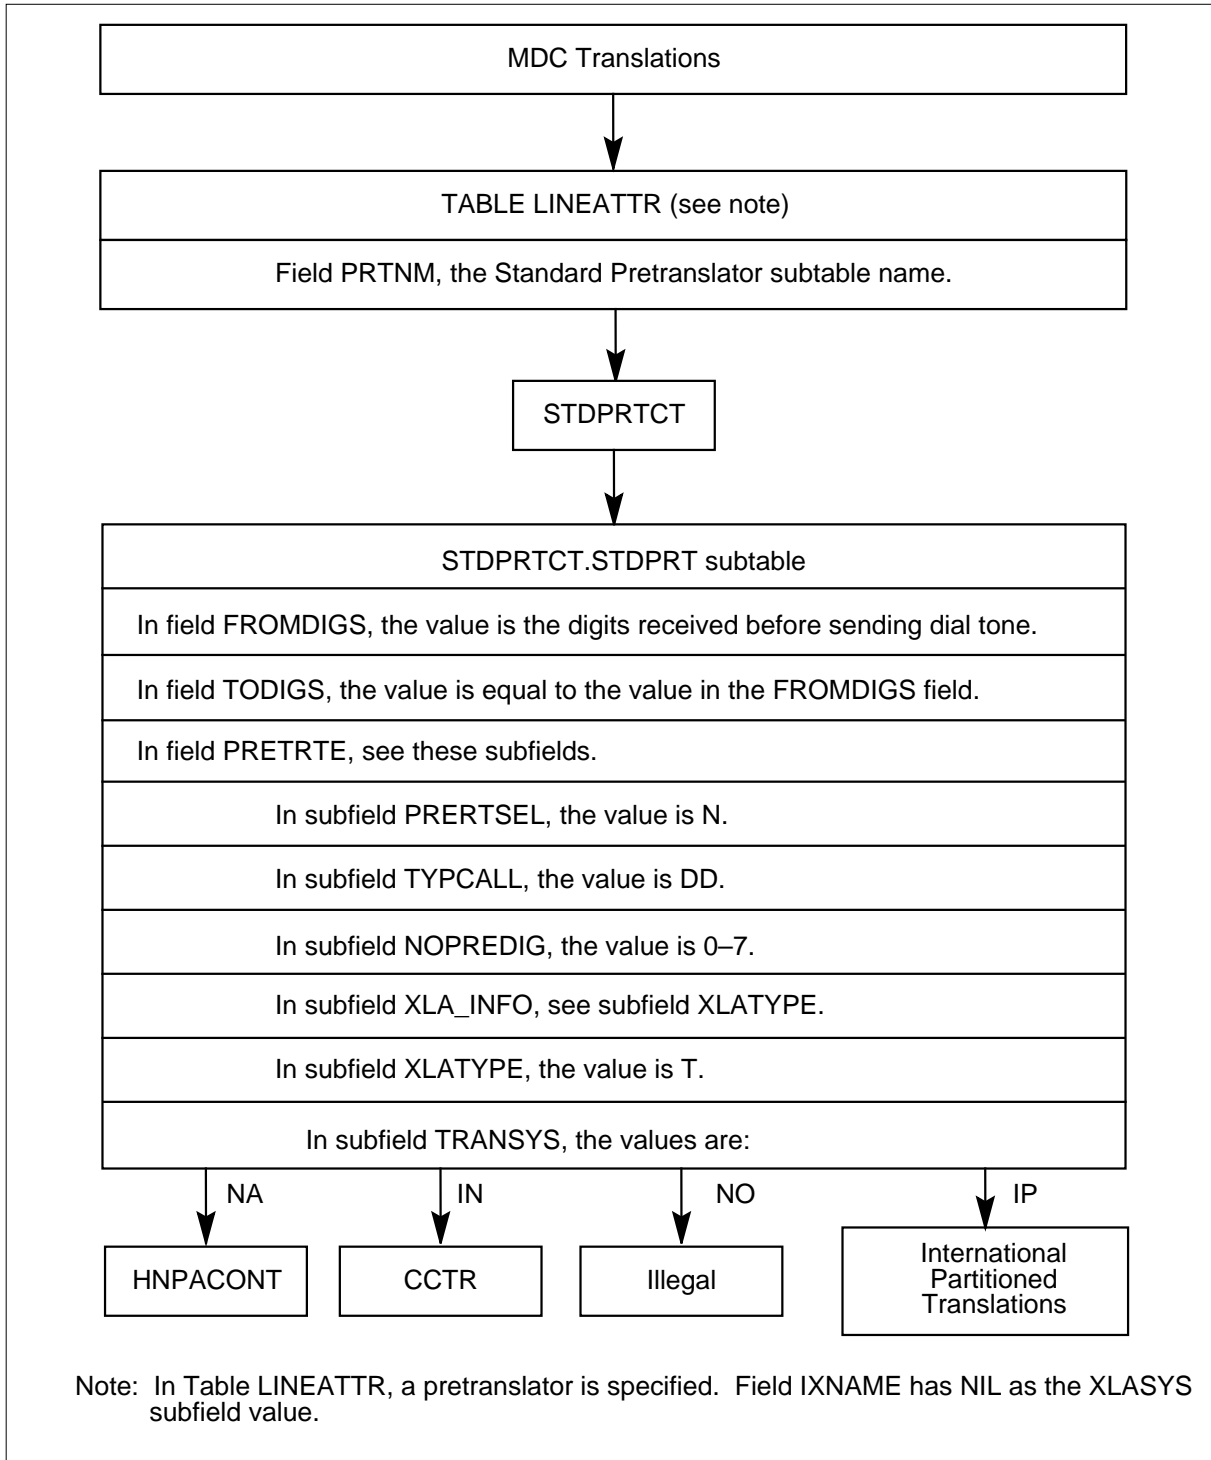 MDC Translations
TABLE LINEATTR (see note)
Field PRTNM, the Standard Pretranslator subtable name.
STDPRTCT
STDPRTCT.STDPRT subtable
In field FROMDIGS, the value is the digits received before sending dial tone.
In field TODIGS, the value is equal to the value in the FROMDIGS field.
In field PRETRTE, see these subfields.
In subfield PRERTSEL, the value is N.
In subfield TYPCALL, the value is DD.
In subfield NOPREDIG, the value is 0–7.
In subfield XLA_INFO, see subfield XLATYPE.
In subfield XLATYPE, the value is T.
In subfield TRANSYS, the values are:
NA IN NO IP
HNPACONT
CCTR
Illegal
International
Partitioned
Translations
Note: In Table LINEATTR, a pretranslator is specified. Field IXNAME has NIL as the XLASYS
subfield value.